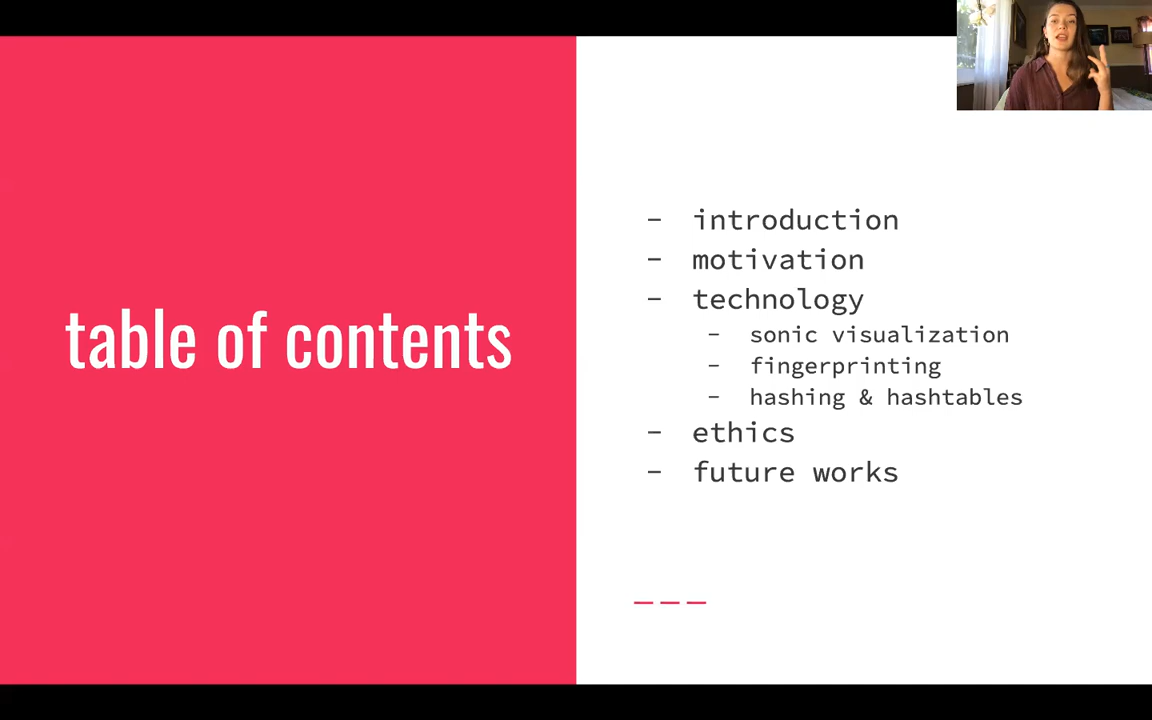 table of contents
- introduction
- motivation
- technology
- sonic visualization
- fingerprinting
- hashing & hashtables
- ethics
- future works